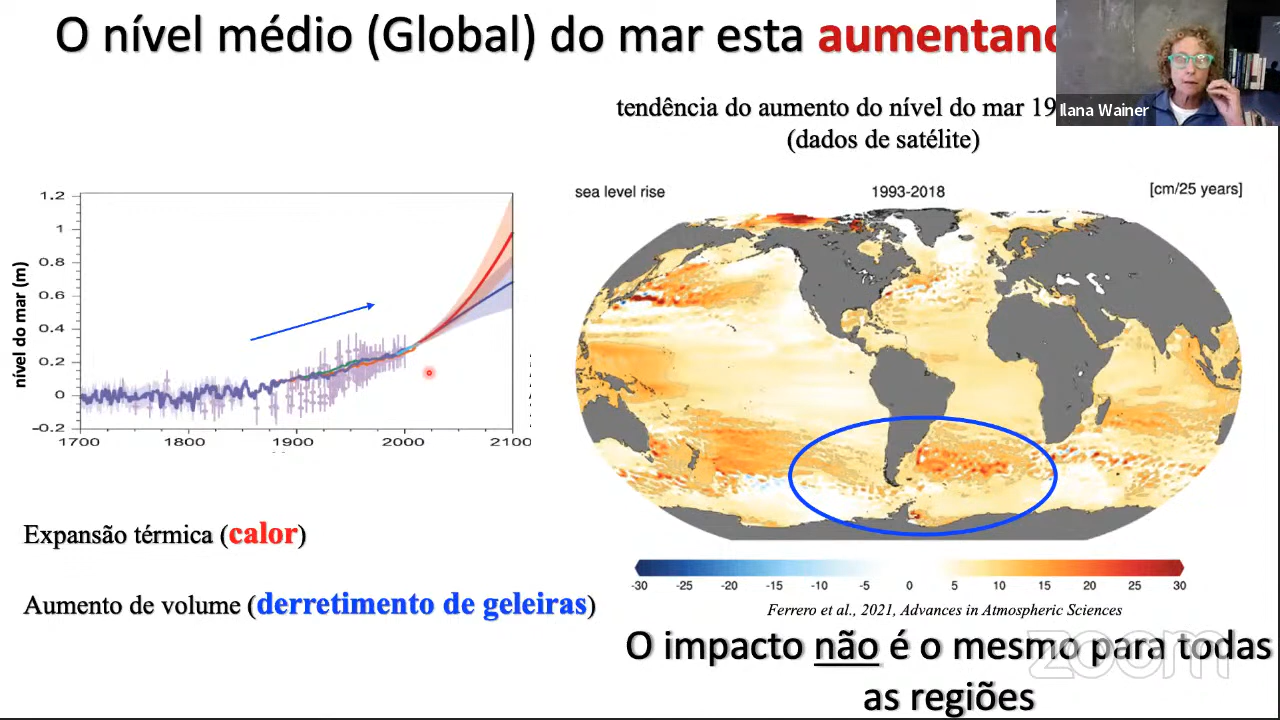 O nível médio (Global) do mar esta
tendência do aumento do nível do mar
Ilana Wainer
(dados de satélite)
sea level rise 1993-2018 [cm/25 years]
nível do mar (m)
1.2
1
0.8
0.6
0.4
0.2
0
-0.2
1700 1800 1900 2000 2100
Expansão térmica (calor)
Aumento de volume (derretimento de geleiras)
-30 -25 -20 -15 -10 -5 0 5 10 15 20 25 30
Ferrero et al., 2021, Advances in Atmospheric Sciences
O impacto não é o mesmo para todas
as regiões
zoom